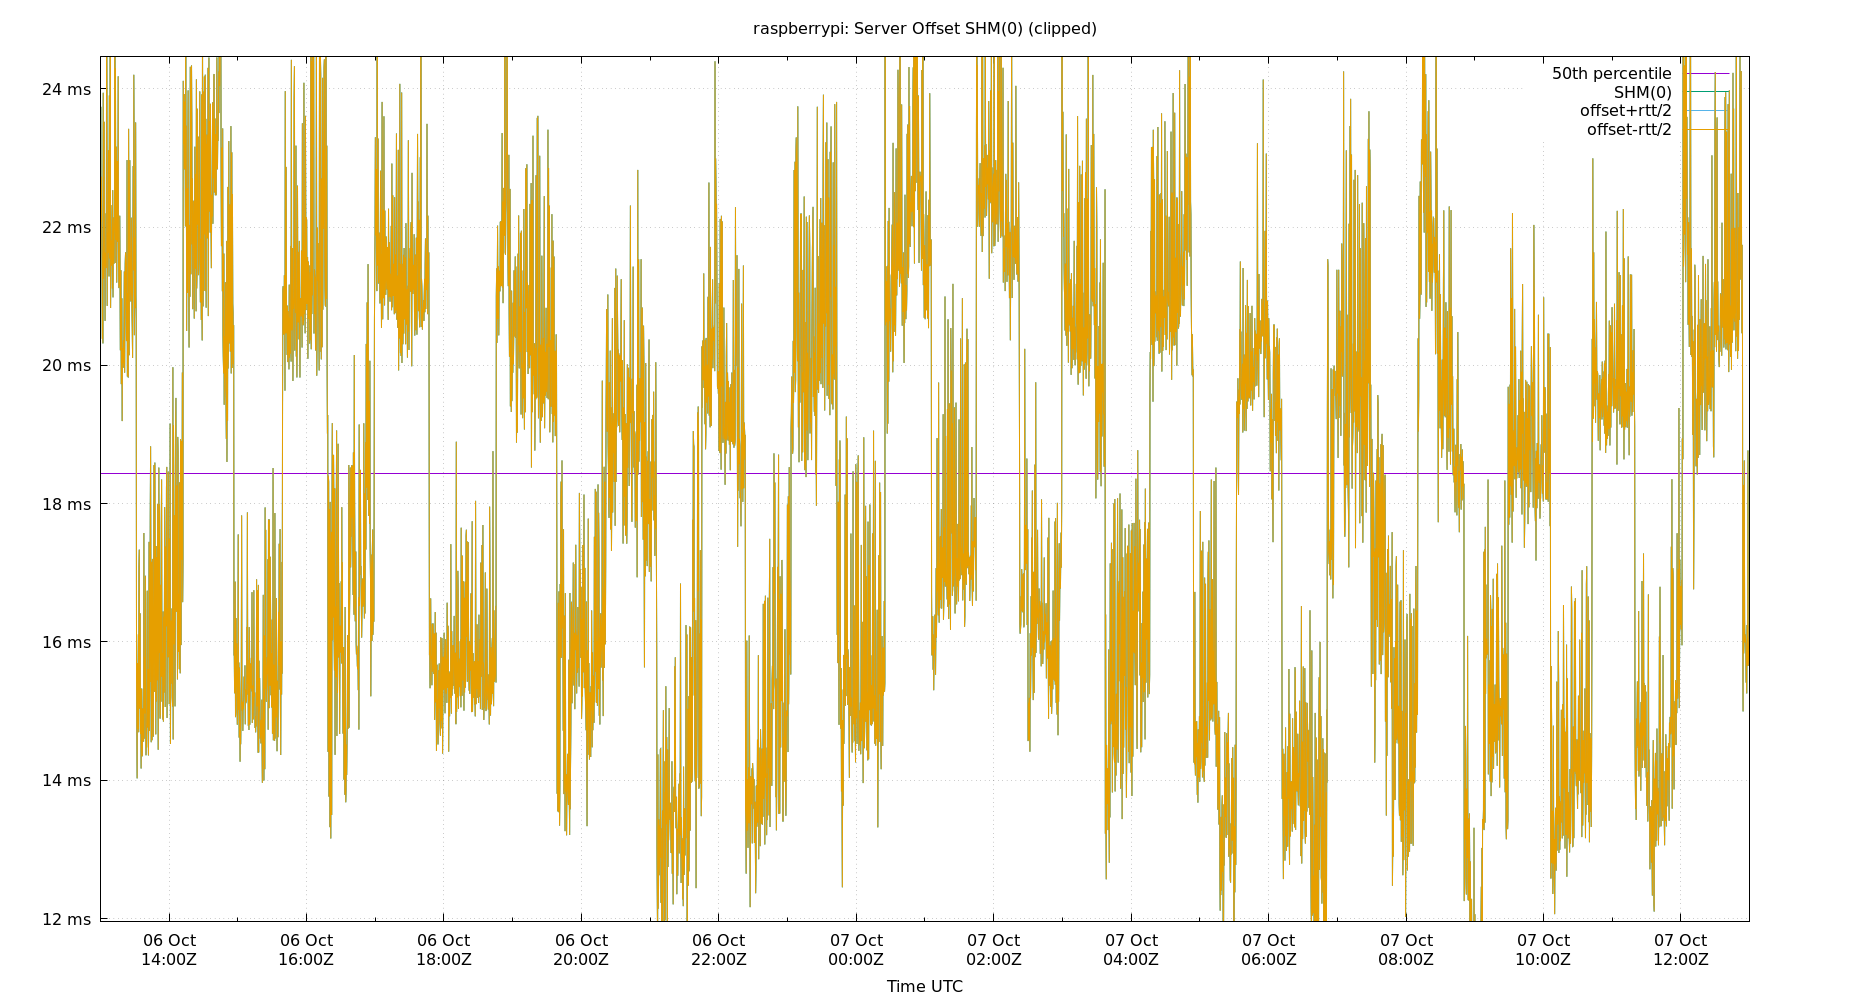 raspberrypi: Server Offset SHM(0) (clipped)
50th percentile
SHM(0)
offset+rtt/2
offset-rtt/2
24 ms
22 ms
20 ms
18 ms
16 ms
14 ms
12 ms
06 Oct 06 Oct 06 Oct 06 Oct 06 Oct 07 Oct 07 Oct 07 Oct 07 Oct 07 Oct 07 Oct 07 Oct
14:00Z 16:00Z 18:00Z 20:00Z 22:00Z 00:00Z 02:00Z 04:00Z 06:00Z 08:00Z 10:00Z 12:00Z
Time UTC